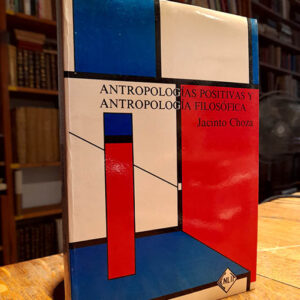 ANTROPOLOGÍAS POSITIVAS Y
ANTROPOLOGÍA FILOSÓFICA
Jacinto Choza